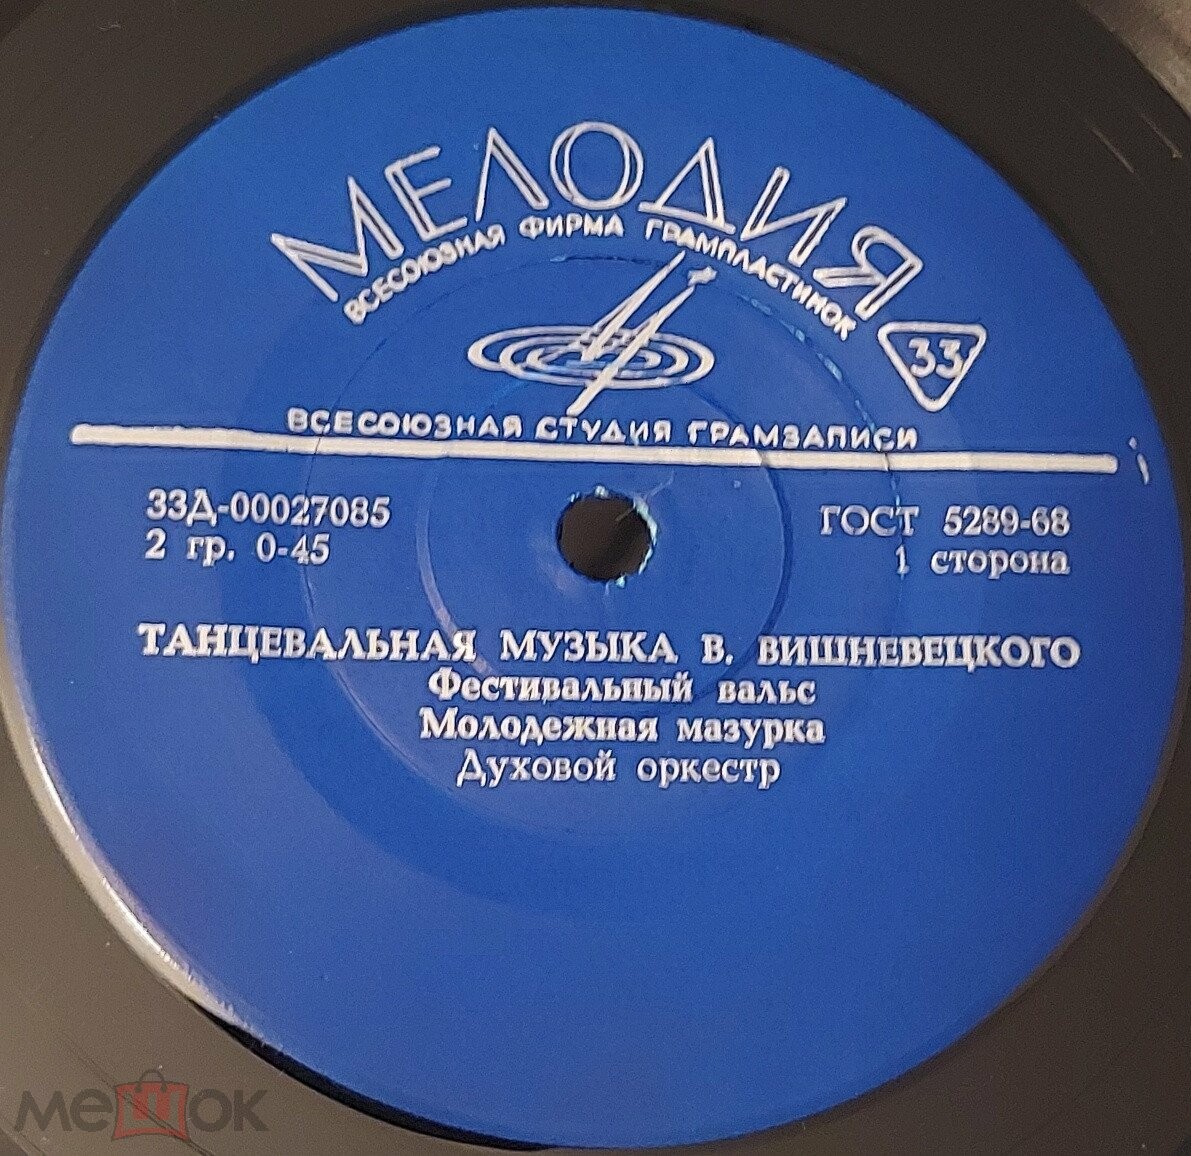 МЕЛОДИЯ
ВСЕСОЮЗНАЯ ФИРМА ГРАМПЛАСТИНОК
33
ВСЕСОЮЗНАЯ СТУДИЯ ГРАМЗАПИСИ
33Д-00027085
ГОСТ 5289-68
2 гр. 0-45
1 сторона
ТАНЦЕВАЛЬНАЯ МУЗЫКА В. ВИШНЕВЕЦКОГО
Фестивальный вальс
Молодежная мазурка
Духовой оркестр
мешок